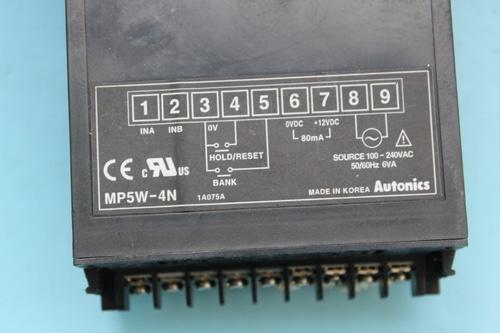 1 2 3 4 5 6 7 8 9
INA INB 0V 0VDC +12VDC
80mA
HOLD/RESET
SOURCE 100 - 240VAC
50/60Hz 6VA
BANK
CE c RU US
MP5W-4N 1A075A MADE IN KOREA Autonics